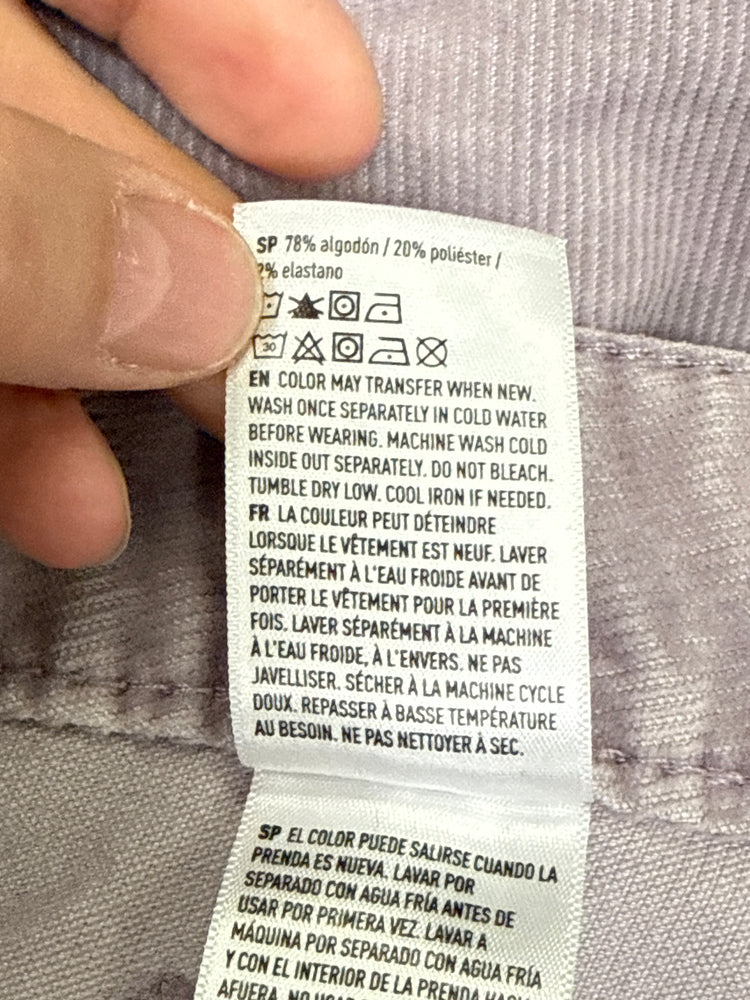 SP 78% algodón / 20% poliéster /
2% elastano
30
EN COLOR MAY TRANSFER WHEN NEW.
WASH ONCE SEPARATELY IN COLD WATER
BEFORE WEARING. MACHINE WASH COLD
INSIDE OUT SEPARATELY. DO NOT BLEACH.
TUMBLE DRY LOW. COOL IRON IF NEEDED.
FR LA COULEUR PEUT DÉTEINDRE
LORSQUE LE VÊTEMENT EST NEUF. LAVER
SÉPARÉMENT À L'EAU FROIDE AVANT DE
PORTER LE VÊTEMENT POUR LA PREMIÈRE
FOIS. LAVER SÉPARÉMENT À LA MACHINE
À L'EAU FROIDE, À L'ENVERS. NE PAS
JAVELLISER. SÉCHER À LA MACHINE CYCLE
DOUX. REPASSER À BASSE TEMPÉRATURE
AU BESOIN. NE PAS NETTOYER À SEC.
SP EL COLOR PUEDE SALIRSE CUANDO LA
PRENDA ES NUEVA. LAVAR POR
SEPARADO CON AGUA FRÍA ANTES DE
USAR POR PRIMERA VEZ. LAVAR A
MÁQUINA POR SEPARADO CON AGUA FRÍA
Y CON EL INTERIOR DE LA PRENDA HACIA
AFUERA. NO